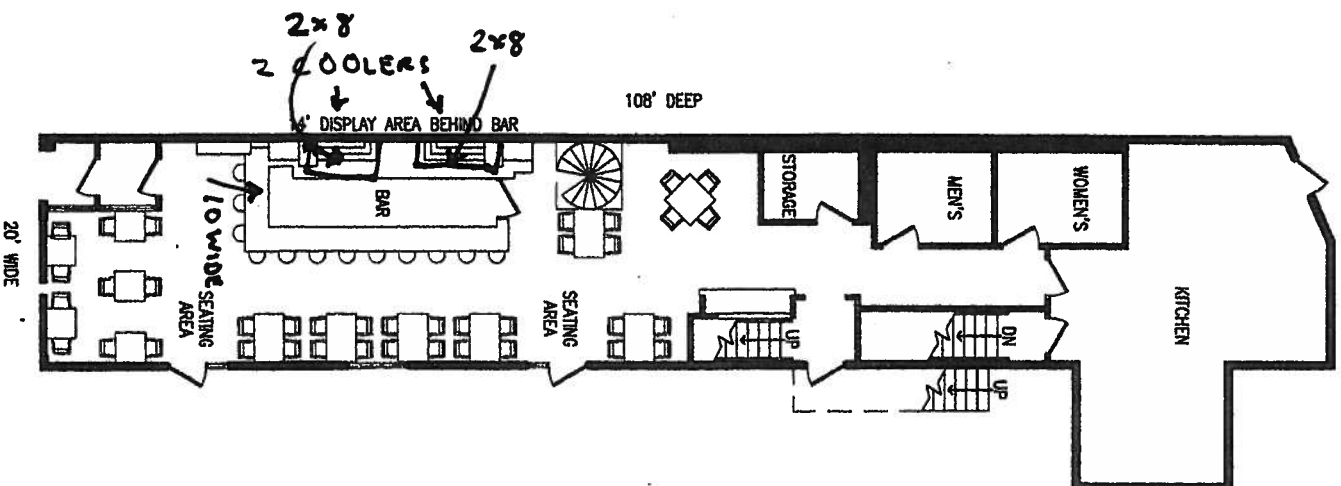 2x8
2 COOLERS
2x8
108' DEEP
14' DISPLAY AREA BEHIND BAR
BAR
10 WIDE
20' WIDE
SEATING
AREA
SEATING
AREA
STORAGE
MEN'S
WOMEN'S
KITCHEN
UP
DN
UP